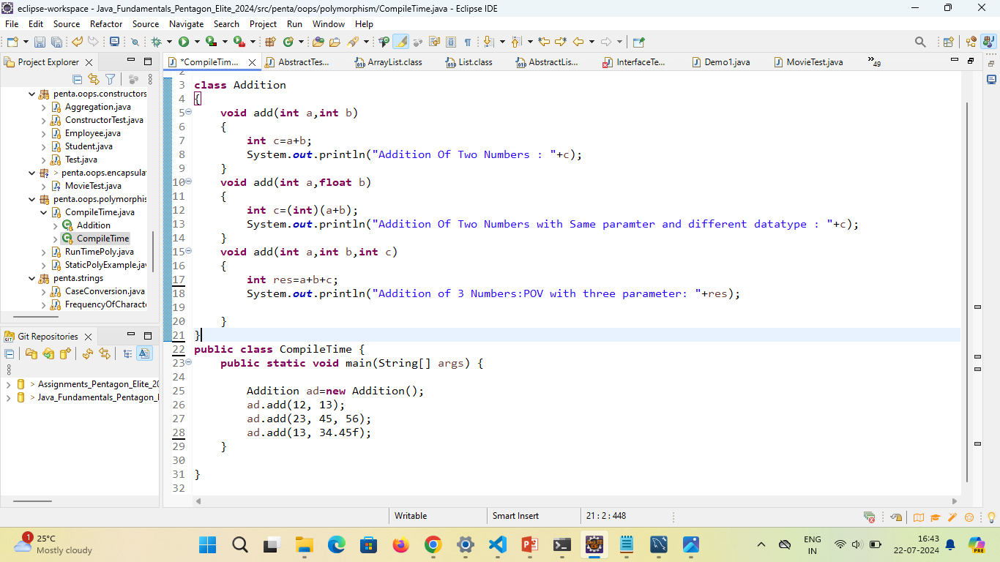 eclipse-workspace - Java_Fundamentals_Pentagon_Elite_2024/src/penta/oops/polymorphism/CompileTime.java - Eclipse IDE
File Edit Source Refactor Source Navigate Search Project Run Window Help
Project Explorer
penta.oops.constructors
Aggregation.java
ConstructorTest.java
Employee.java
Student.java
Test.java
> penta.oops.encapsula
MovieTest.java
penta.oops.polymorphis
CompileTime.java
Addition
CompileTime
RunTimePoly.java
StaticPolyExample.jav
penta.strings
CaseConversion.java
FrequencyOfCharacte
Git Repositories
> Assignments_Pentagon_Elite_20
> Java_Fundamentals_Pentagon_
*CompileTim... AbstractTes... ArrayList.class List.class AbstractLis... InterfaceTe... Demo1.java MovieTest.java »49
2
3 class Addition
4 {
5 void add(int a,int b)
6 {
7 int c=a+b;
8 System.out.println("Addition Of Two Numbers : "+c);
9 }
10 void add(int a,float b)
11 {
12 int c=(int)(a+b);
13 System.out.println("Addition Of Two Numbers with Same paramter and different datatype : "+c);
14 }
15 void add(int a,int b,int c)
16 {
17 int res=a+b+c;
18 System.out.println("Addition of 3 Numbers:POV with three parameter: "+res);
19
20 }
21 }
22 public class CompileTime {
23 public static void main(String[] args) {
24
25 Addition ad=new Addition();
26 ad.add(12, 13);
27 ad.add(23, 45, 56);
28 ad.add(13, 34.45f);
29 }
30
31 }
32
Writable Smart Insert 21 : 2 : 448
1 25°C
Mostly cloudy
ENG
IN
16:43
22-07-2024
PRE